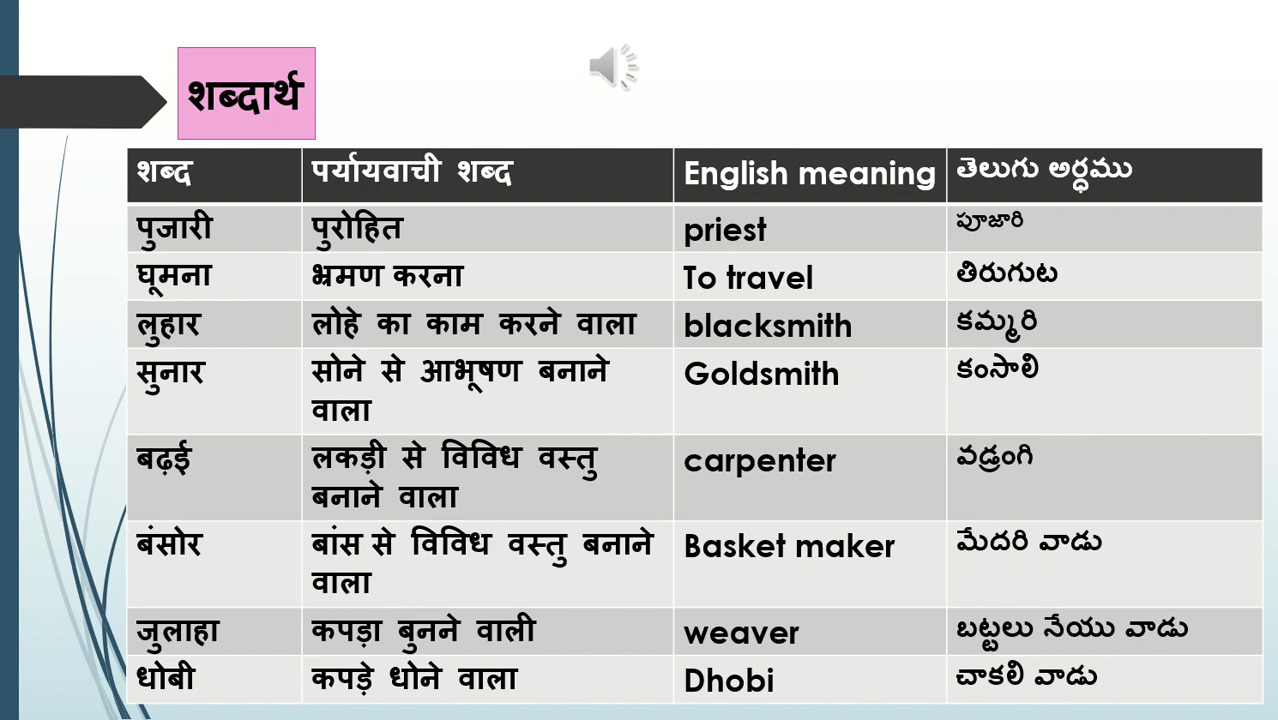 शब्दार्थ
शब्द पर्यायवाची शब्द English meaning తెలుగు అర్ధము
पुजारी पुरोहित priest పూజారి
घूमना भ्रमण करना To travel తిరుగుట
लुहार लोहे का काम करने वाला blacksmith కమ్మరి
सुनार सोने से आभूषण बनाने Goldsmith కంసాలి
वाला
बढ़ई लकड़ी से विविध वस्तु carpenter వడ్రంగి
बनाने वाला
बंसोर बांस से विविध वस्तु बनाने Basket maker మేదరి వాడు
वाला
जुलाहा कपड़ा बुनने वाली weaver బట్టలు నేయు వాడు
धोबी कपड़े धोने वाला Dhobi చాకలి వాడు